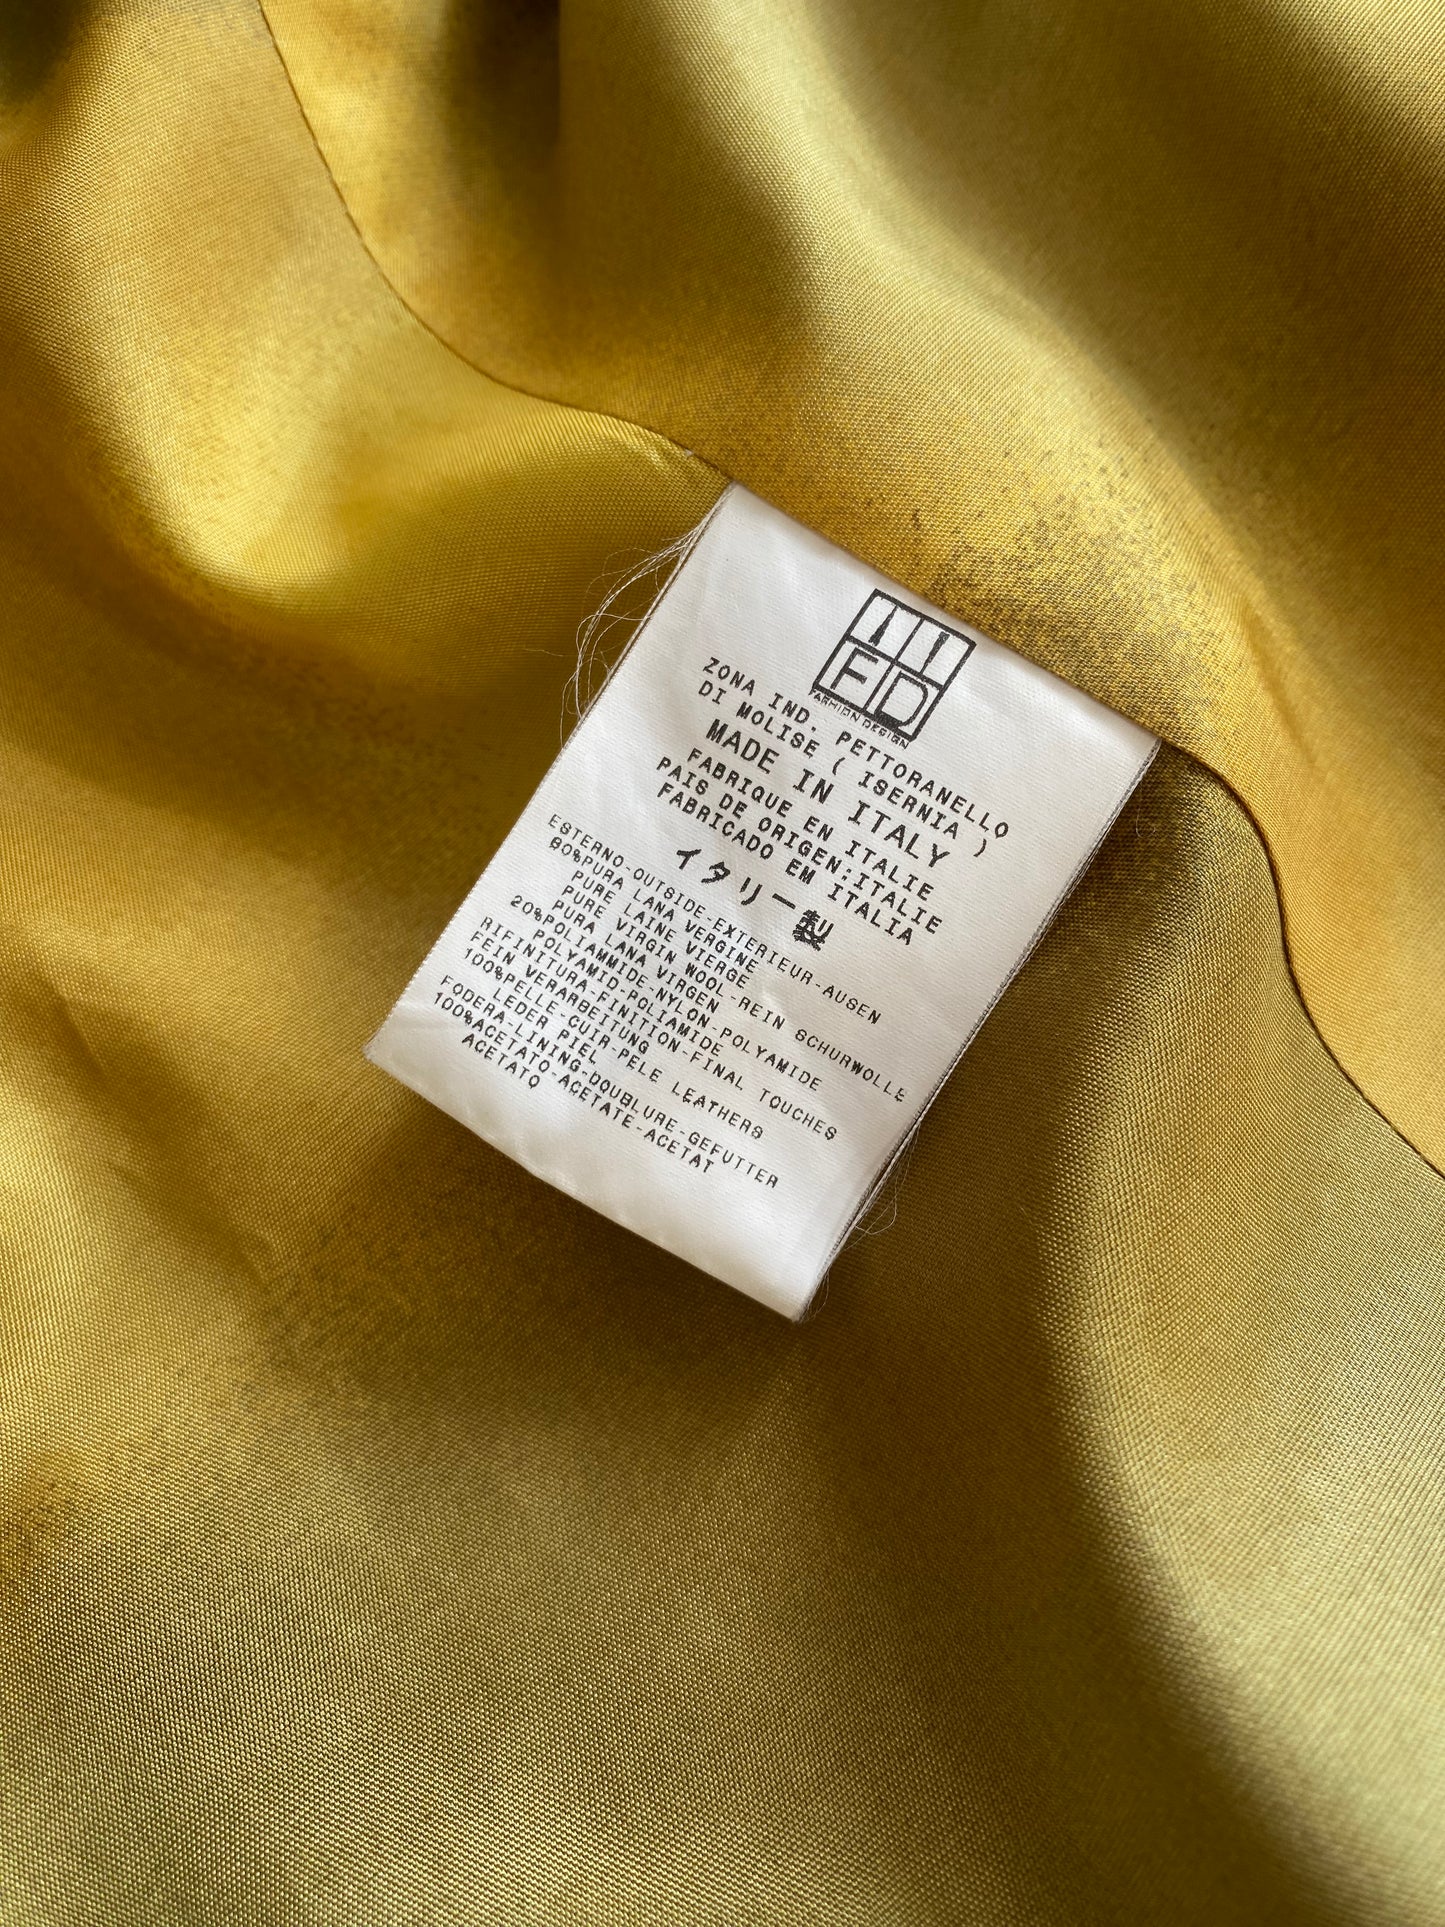 FD
FASHION DESIGN
ZONA IND. PETTORANELLO
DI MOLISE ( ISERNIA )
MADE IN ITALY
FABRIQUE EN ITALIE
PAIS DE ORIGEN:ITALIE
FABRICADO EM ITALIA
イタリー製
ESTERNO-OUTSIDE-EXTERIEUR-AUSEN
80%PURA LANA VERGINE
PURE LAINE VIERGE
PURE VIRGIN WOOL-REIN SCHURWOLLE
PURA LANA VIRGEN
20%POLIAMMIDE-NYLON-POLYAMIDE
POLYAMID-POLIAMIDE
RIFINITURA-FINITION-FINAL TOUCHES
FEIN VERARBEITUNG
100%PELLE-CUIR-PELE LEATHERS
LEDER PIEL
FODERA-LINING-DOUBLURE-GEFUTTER
100%ACETATO-ACETATE-ACETAT
ACETATO